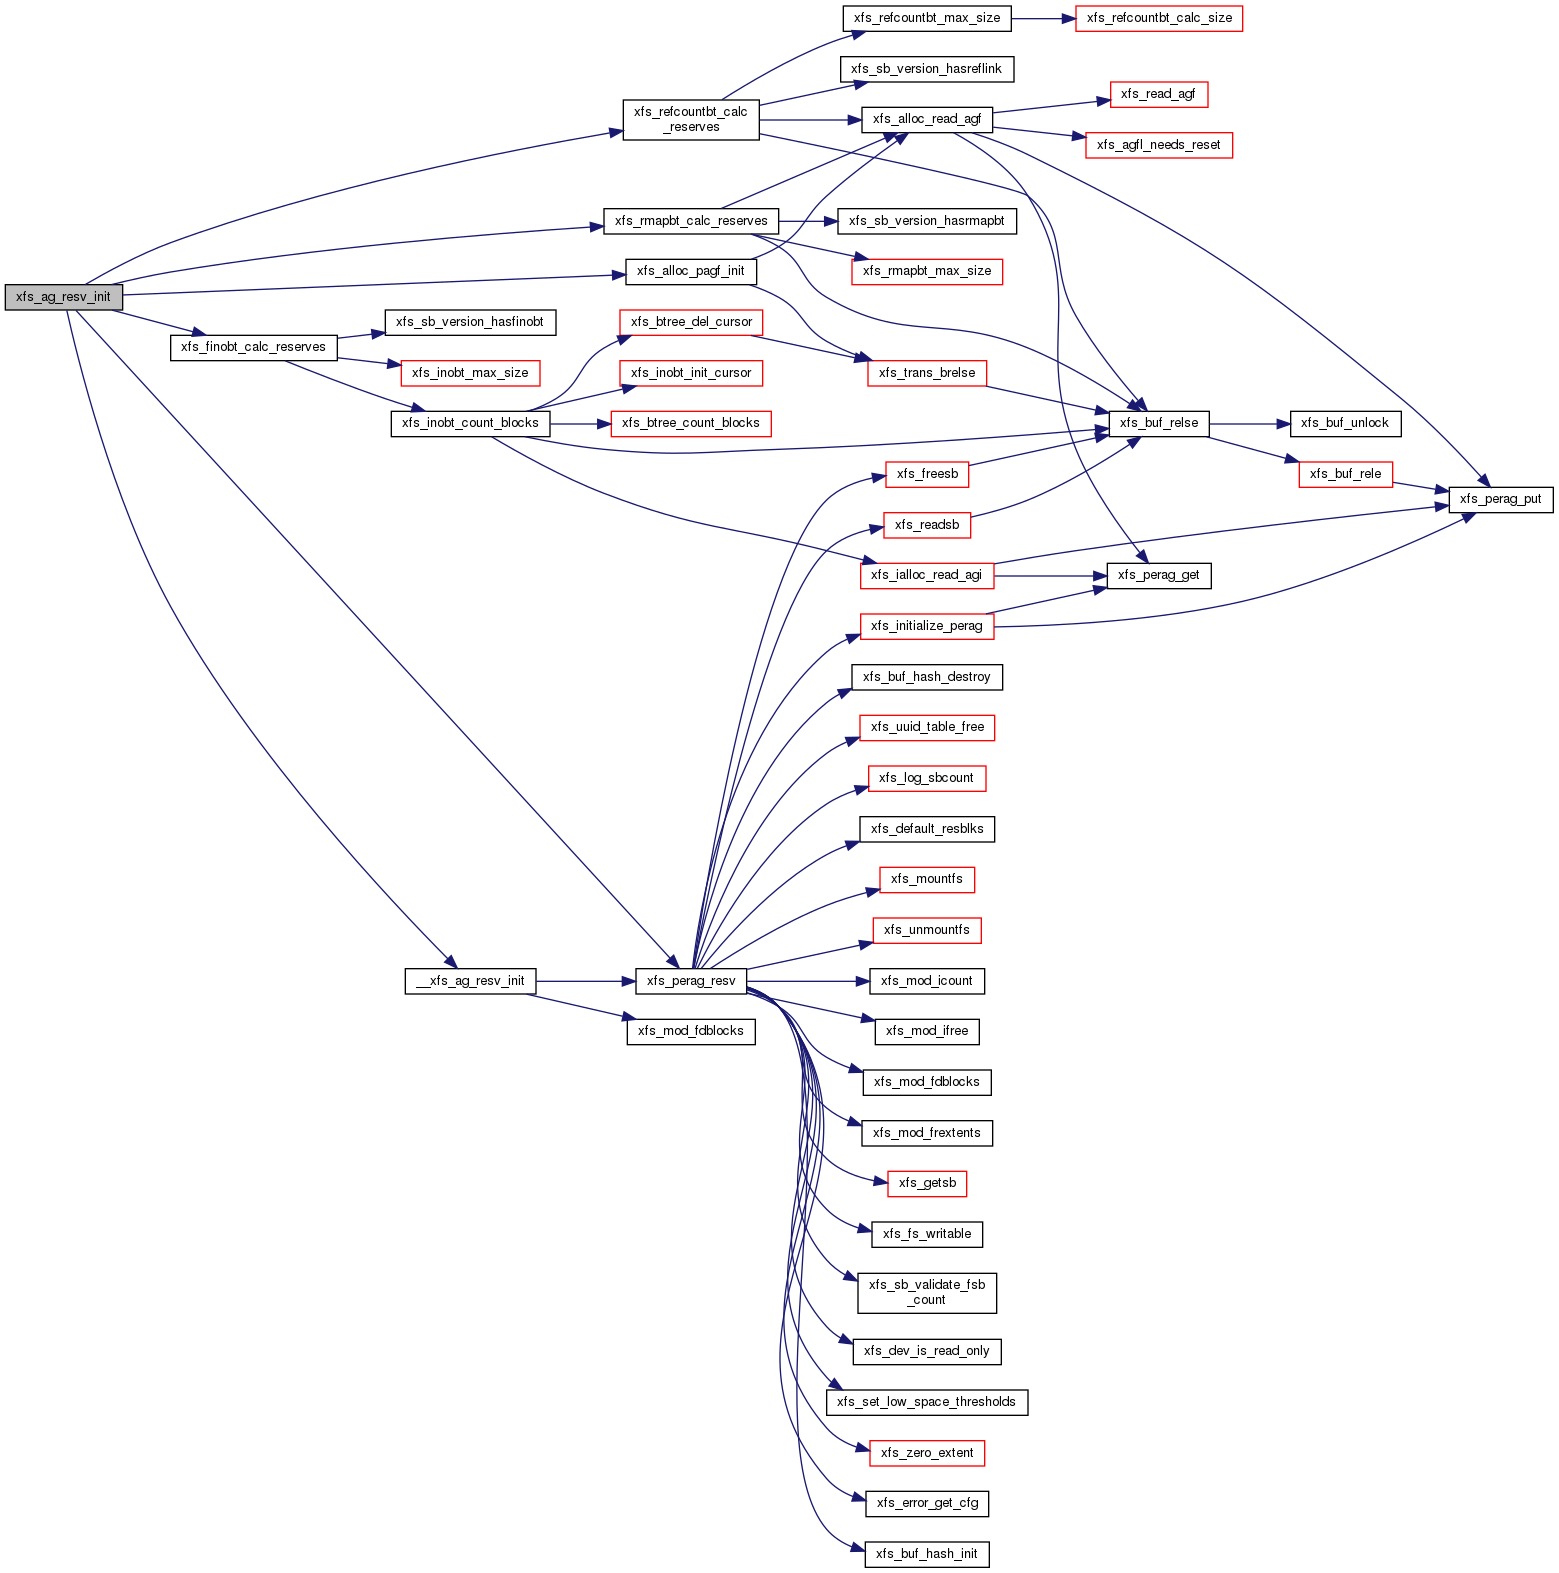 xfs_refcountbt_max_size
xfs_refcountbt_calc_size
xfs_sb_version_hasreflink
xfs_read_agf
xfs_refcountbt_calc
_reserves
xfs_alloc_read_agf
xfs_agfl_needs_reset
xfs_rmapbt_calc_reserves
xfs_sb_version_hasrmapbt
xfs_alloc_pagf_init
xfs_rmapbt_max_size
xfs_ag_resv_init
xfs_sb_version_hasfinobt
xfs_btree_del_cursor
xfs_finobt_calc_reserves
xfs_inobt_max_size
xfs_inobt_init_cursor
xfs_trans_brelse
xfs_inobt_count_blocks
xfs_btree_count_blocks
xfs_buf_relse
xfs_buf_unlock
xfs_freesb
xfs_buf_rele
xfs_perag_put
xfs_readsb
xfs_ialloc_read_agi
xfs_perag_get
xfs_initialize_perag
xfs_buf_hash_destroy
xfs_uuid_table_free
xfs_log_sbcount
xfs_default_resblks
xfs_mountfs
xfs_unmountfs
__xfs_ag_resv_init
xfs_perag_resv
xfs_mod_icount
xfs_mod_fdblocks
xfs_mod_ifree
xfs_mod_fdblocks
xfs_mod_frextents
xfs_getsb
xfs_fs_writable
xfs_sb_validate_fsb
_count
xfs_dev_is_read_only
xfs_set_low_space_thresholds
xfs_zero_extent
xfs_error_get_cfg
xfs_buf_hash_init